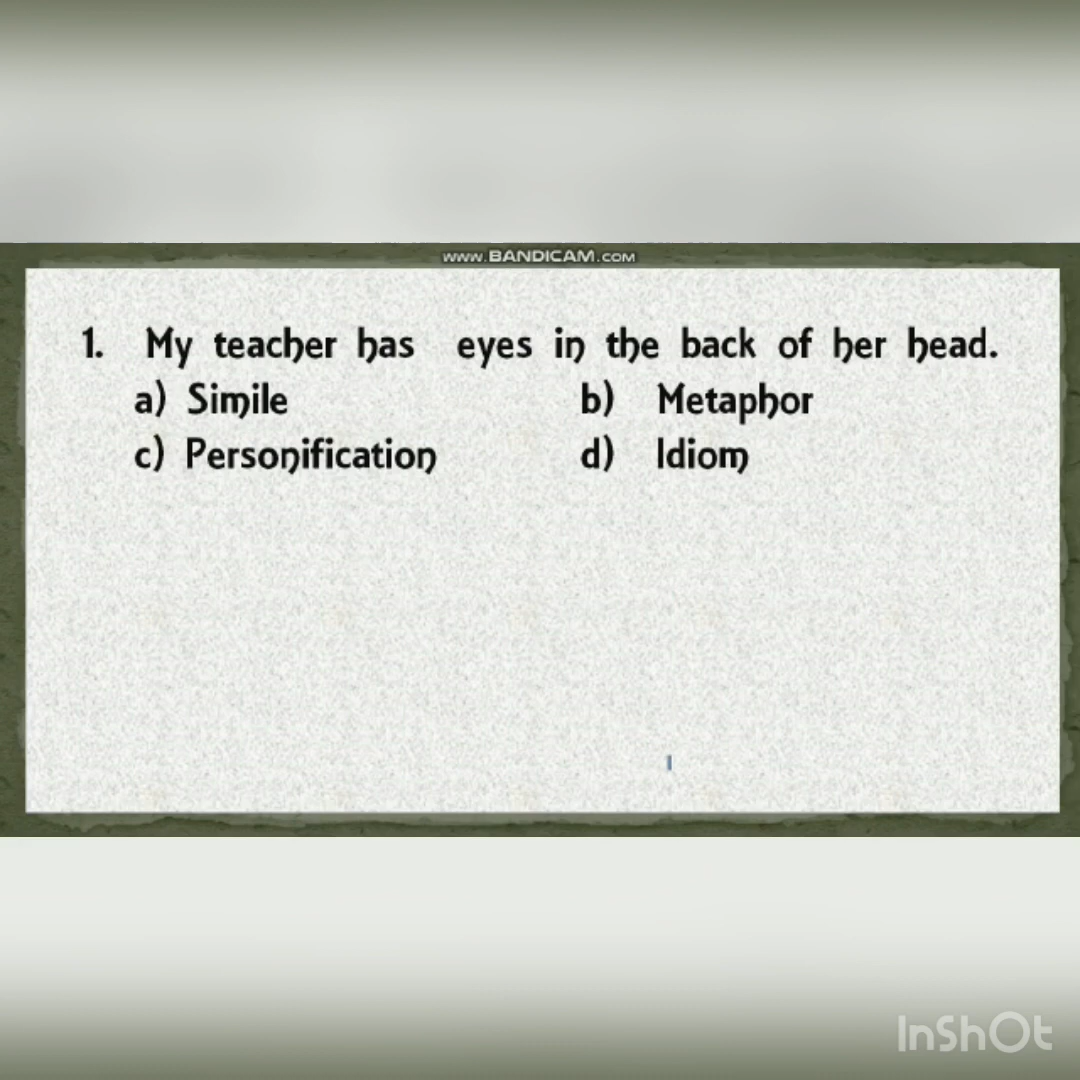 www.BANDICAM.com
1. My teacher has eyes in the back of her head.
a) Simile b) Metaphor
c) Personification d) Idiom
InShOt